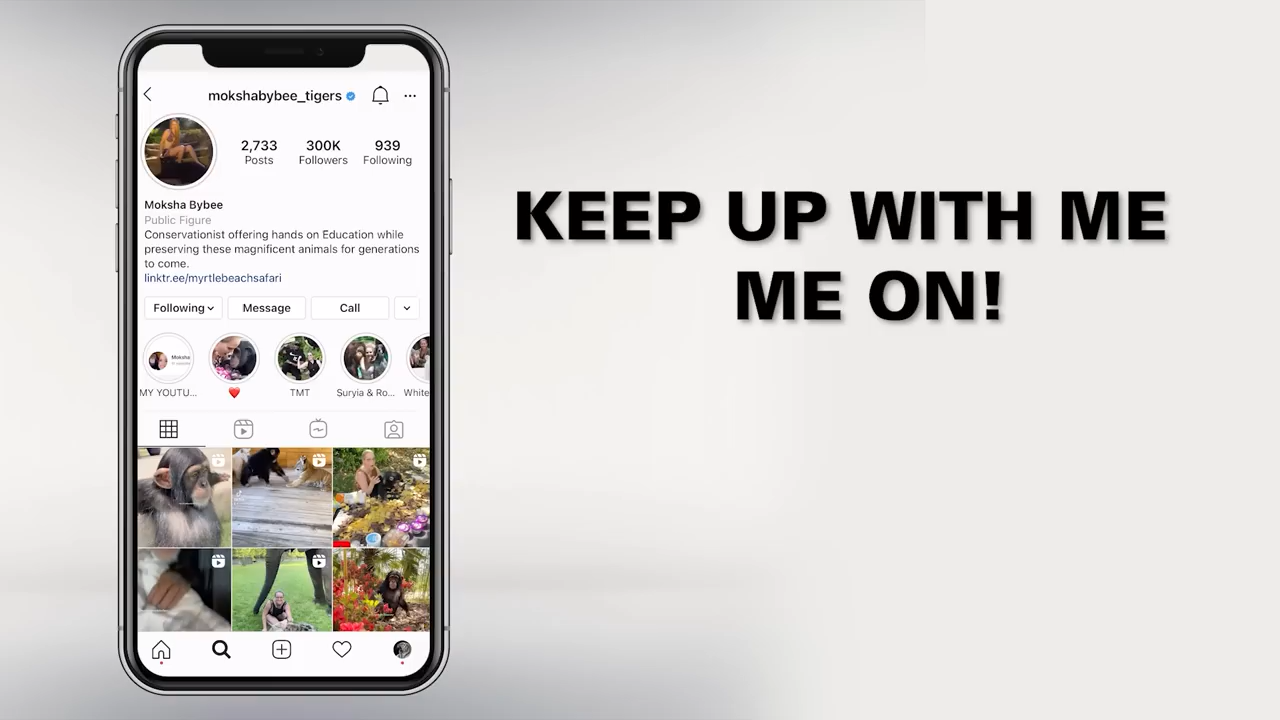 mokshabybee_tigers
2,733 300K 939
Posts Followers Following
Moksha Bybee
Public Figure
Conservationist offering hands on Education while
preserving these magnificent animals for generations
to come.
linktr.ee/myrtlebeachsafari
Following Message Call
Moksha
MY YOUTU... TMT Suryia & Ro... White
KEEP UP WITH ME
ME ON!